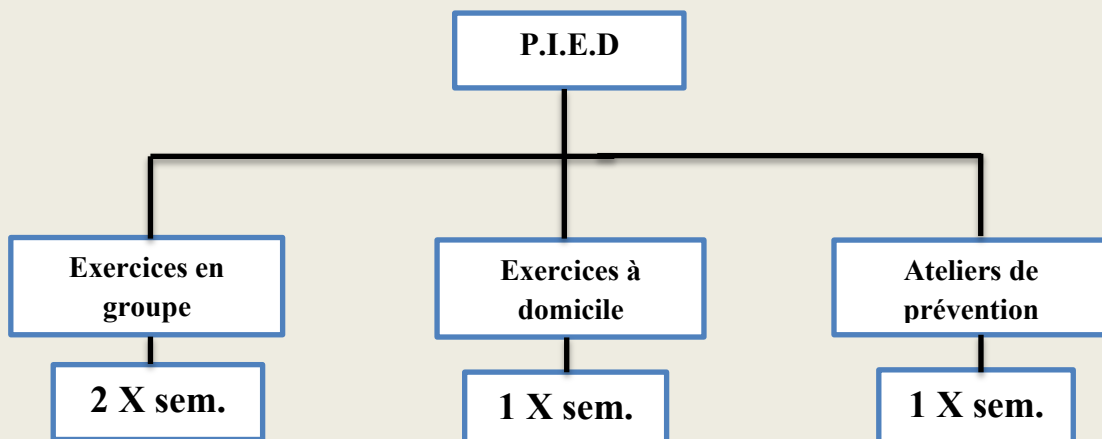 P.I.E.D
Exercices en
groupe
Exercices à
domicile
Ateliers de
prévention
2 X sem.
1 X sem.
1 X sem.